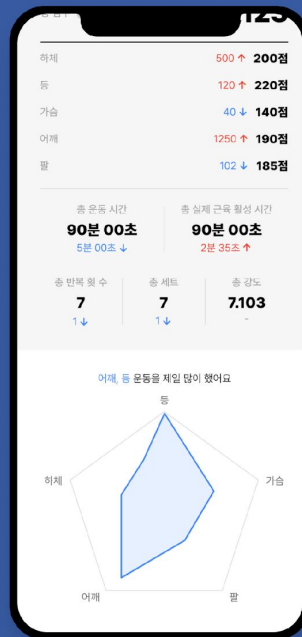 하체 500 ↑ 200점
등 120 ↑ 220점
가슴 40 ↓ 140점
어깨 1250 ↑ 190점
팔 102 ↓ 185점
총 운동 시간 총 실제 근육 활성 시간
90분 00초 90분 00초
5분 00초 ↓ 2분 35초 ↑
총 반복 횟 수 총 세트 총 강도
7 7 7.103
1 ↓ 1 ↓ -
어깨, 등 운동을 제일 많이 했어요
등
하체 가슴
어깨 팔